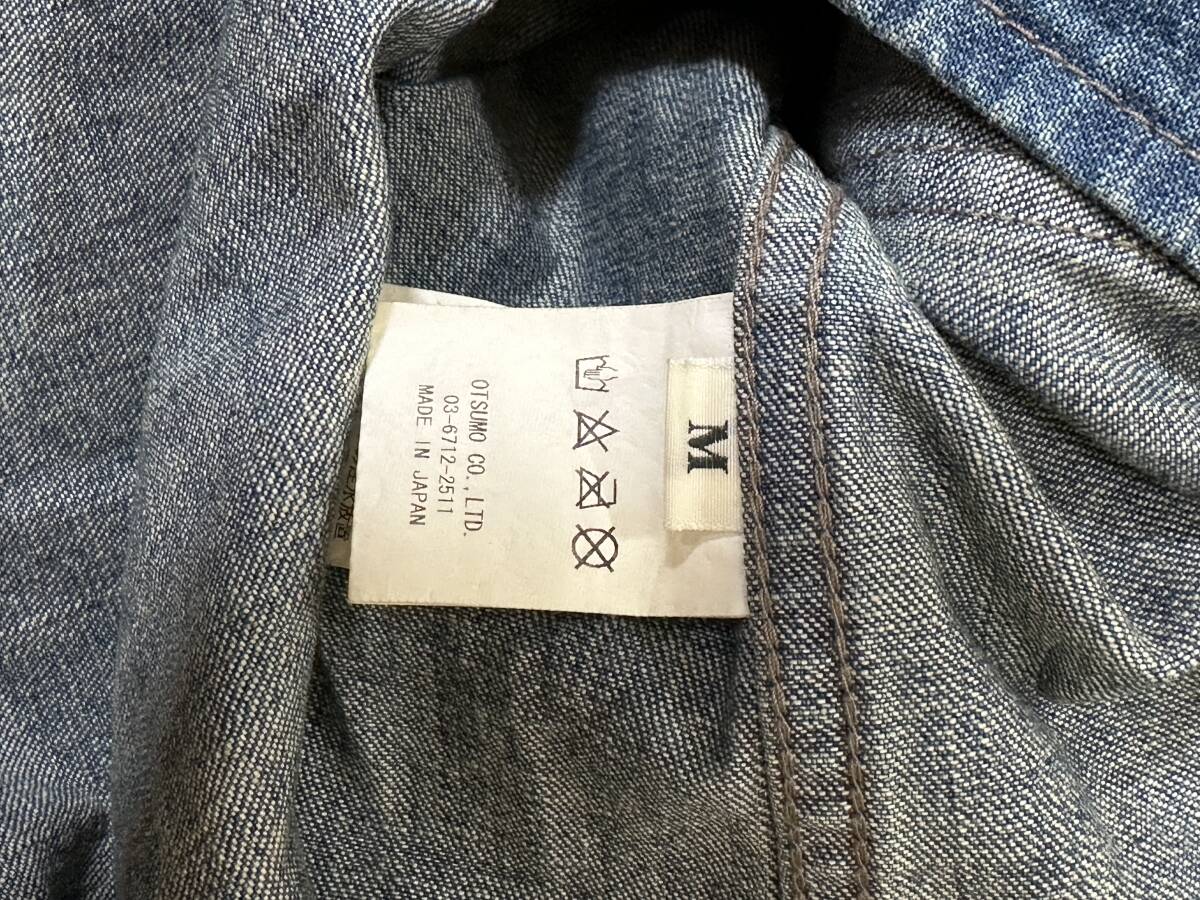 OTSUMO CO.,LTD.
03-6712-2511
MADE IN JAPAN
M